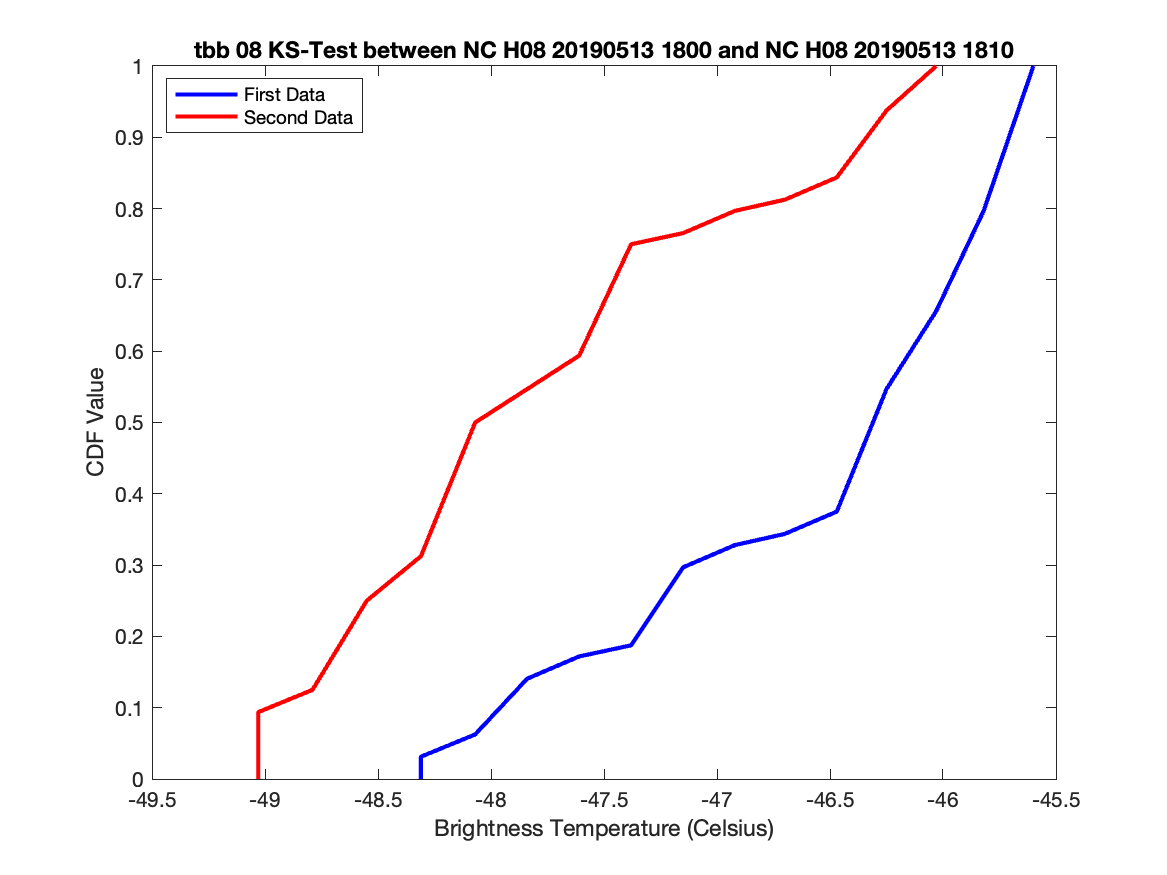 tbb 08 KS-Test between NC H08 20190513 1800 and NC H08 20190513 1810
First Data
Second Data
1
0.9
0.8
0.7
0.6
0.5
0.4
0.3
0.2
0.1
0
CDF Value
-49.5 -49 -48.5 -48 -47.5 -47 -46.5 -46 -45.5
Brightness Temperature (Celsius)